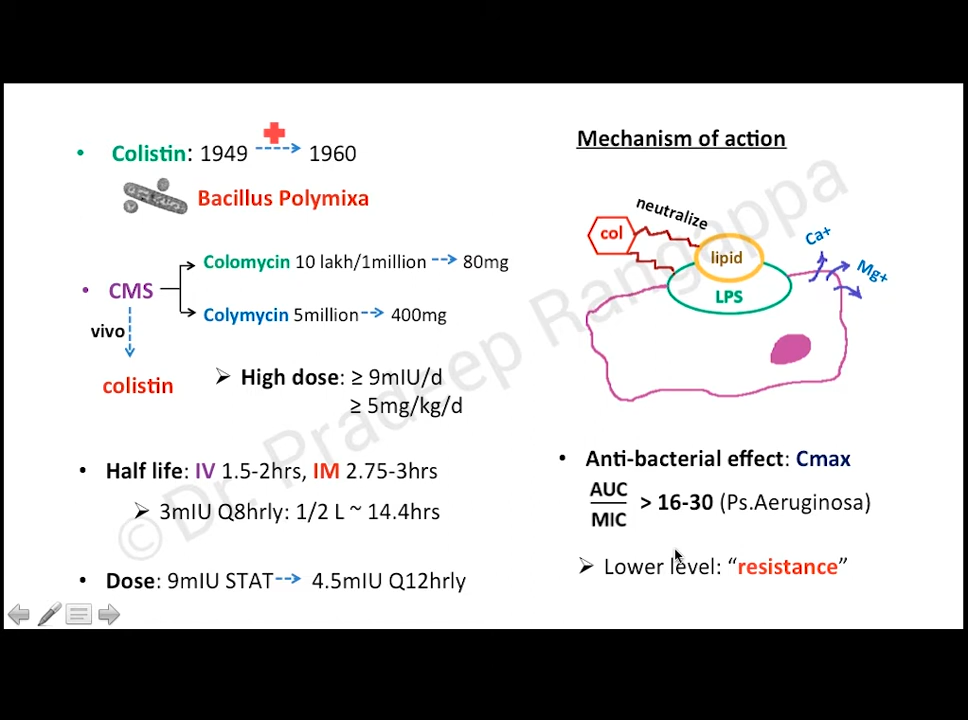 • Colistin: 1949 ⇢ 1960
Bacillus Polymixa
• CMS
Colomycin 10 lakh/1million ⇢ 80mg
Colymycin 5million ⇢ 400mg
vivo
colistin
➢ High dose: ≥ 9mIU/d
≥ 5mg/kg/d
• Half life: IV 1.5-2hrs, IM 2.75-3hrs
➢ 3mIU Q8hrly: 1/2 L ~ 14.4hrs
• Dose: 9mIU STAT ⇢ 4.5mIU Q12hrly
Mechanism of action
neutralize
col
lipid
LPS
Ca+
Mg+
• Anti-bacterial effect: Cmax
AUC
MIC
> 16-30 (Ps.Aeruginosa)
➢ Lower level: “resistance”
© Dr. Pradeep Rangappa